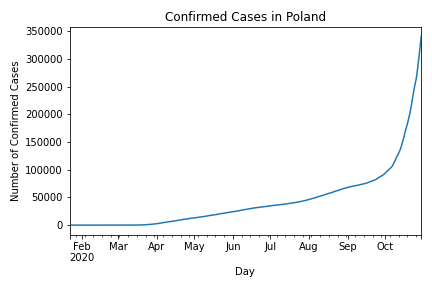 Confirmed Cases in Poland
Number of Confirmed Cases
350000
300000
250000
200000
150000
100000
50000
0
Feb Mar Apr May Jun Jul Aug Sep Oct
2020
Day